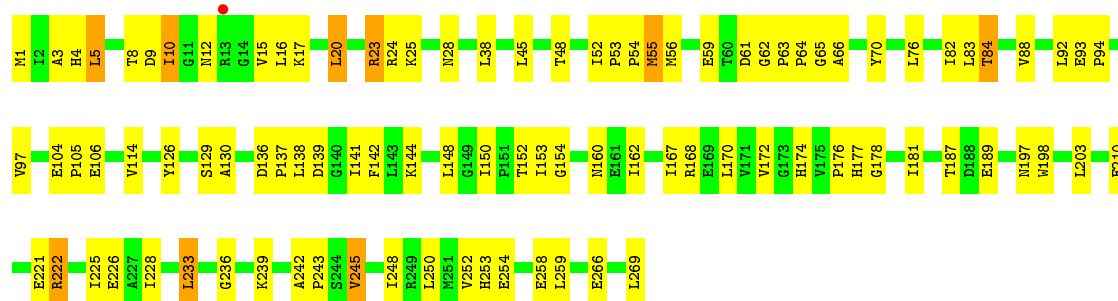 M1 I2 A3 H4 L5 T8 D9 I10 G11 N12 R13 G14 V15 L16 K17 L20 R23 R24 K25 N28 L38 L45 T48 I52 P53 P54 M55 M56 E59 T60 D61 G62 P63 P64 G65 A66 Y70 L76 I82 L83 T84 V88 L92 E93 P94
V97 E104 P105 E106 V114 Y126 S129 A130 D136 P137 L138 D139 G140 I141 F142 L143 K144 L148 G149 I150 P151 T152 I153 G154 N160 E161 I162 I167 R168 E169 L170 V171 V172 G173 H174 V175 P176 H177 G178 I181 T187 D188 E189 N197 W198 L203
E221 R222 I225 E226 A227 I228 L233 G236 K239 A242 P243 S244 V245 I248 R249 L250 M251 V252 H253 E254 E258 L259 E266 L269